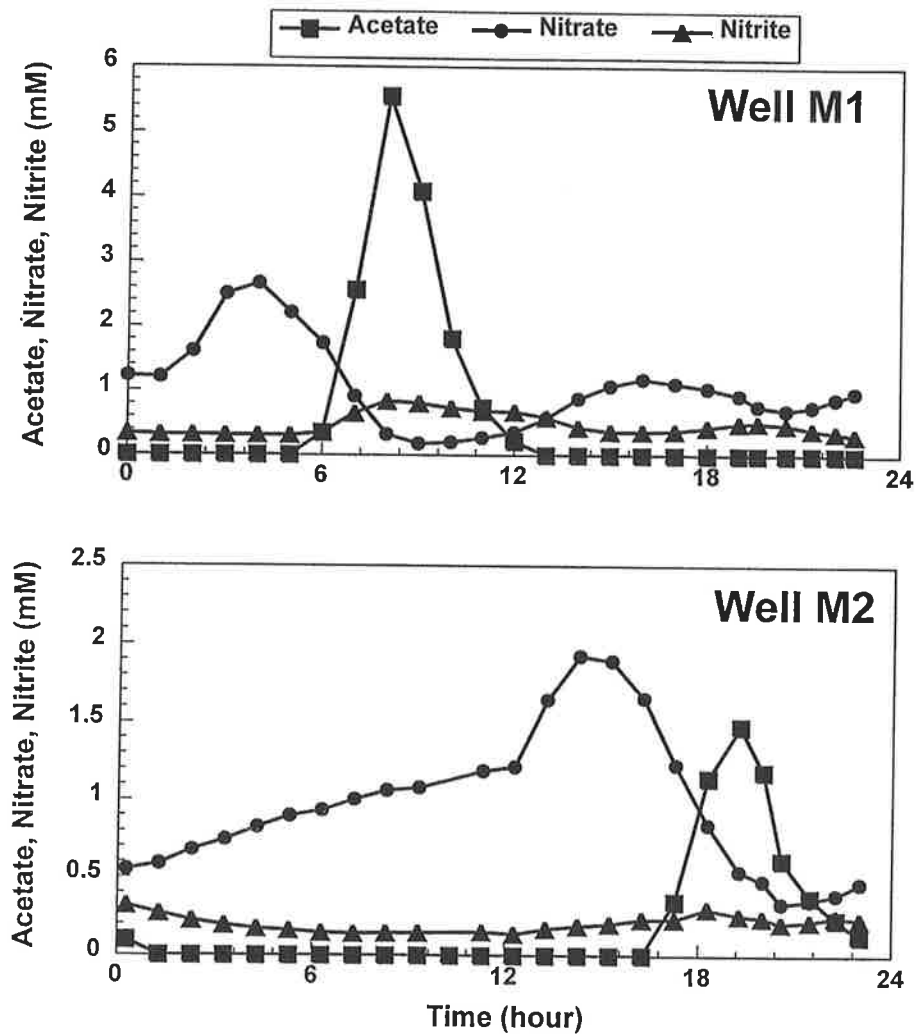 Acetate Nitrate Nitrite
Well M1
Acetate, Nitrate, Nitrite (mM)
6
5
4
3
2
1
0
0 6 12 18 24
Well M2
Acetate, Nitrate, Nitrite (mM)
2.5
2
1.5
1
0.5
0
0 6 12 18 24
Time (hour)